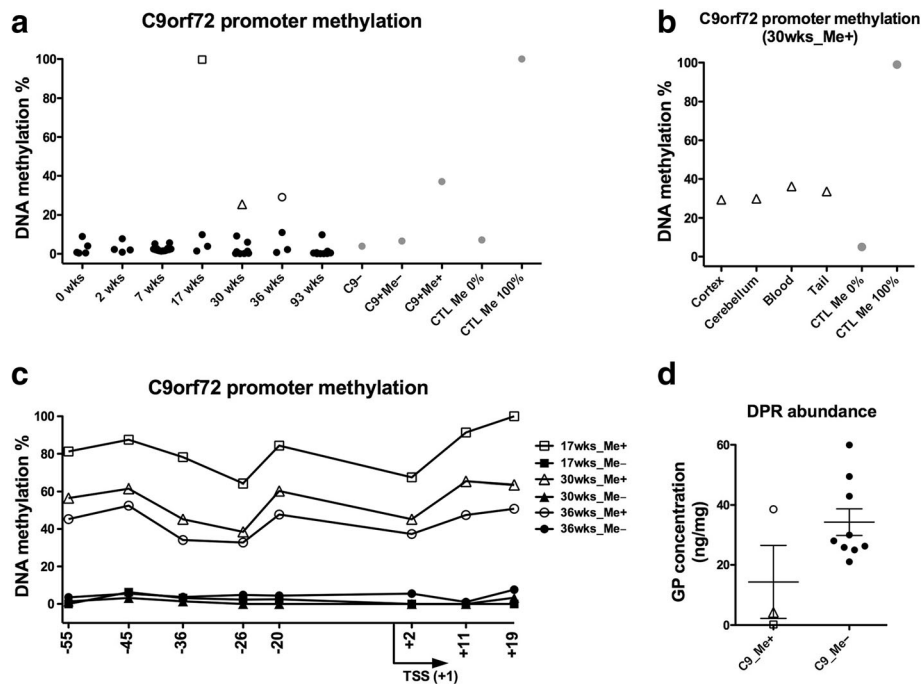 a
C9orf72 promoter methylation
DNA methylation %
100
80
60
40
20
0
0 wks
2 wks
7 wks
17 wks
30 wks
36 wks
93 wks
C9−
C9+Me−
C9+Me+
CTL Me 0%
CTL Me 100%
b
C9orf72 promoter methylation
(30wks_Me+)
DNA methylation %
100
80
60
40
20
0
Cortex
Cerebellum
Blood
Tail
CTL Me 0%
CTL Me 100%
c
C9orf72 promoter methylation
DNA methylation %
100
80
60
40
20
0
-55
-45
-36
-26
-20
+2
+11
+19
TSS (+1)
17wks_Me+
17wks_Me−
30wks_Me+
30wks_Me−
36wks_Me+
36wks_Me−
d
DPR abundance
GP concentration
(ng/mg)
60
40
20
0
C9_Me+
C9_Me−